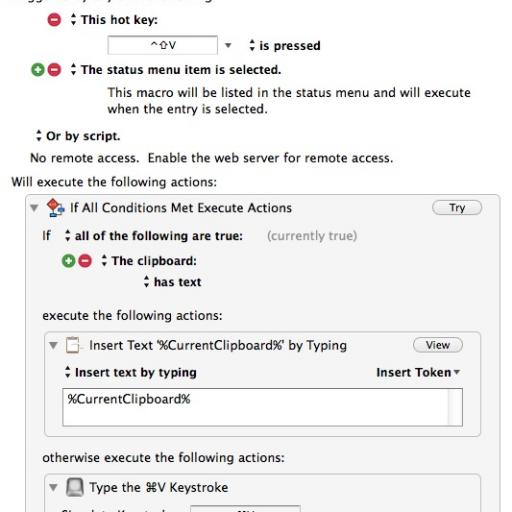 This hot key:
^⇧V is pressed
The status menu item is selected.
This macro will be listed in the status menu and will execute
when the entry is selected.
Or by script.
No remote access. Enable the web server for remote access.
Will execute the following actions:
If All Conditions Met Execute Actions Try
If all of the following are true: (currently true)
The clipboard:
has text
execute the following actions:
Insert Text '%CurrentClipboard%' by Typing View
Insert text by typing Insert Token
%CurrentClipboard%
otherwise execute the following actions:
Type the ⌘V Keystroke